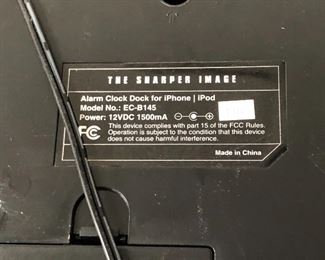 THE SHARPER IMAGE
Alarm Clock Dock for iPhone | iPod
Model No.: EC-B145
Power: 12VDC 1500mA
FC
This device complies with part 15 of the FCC Rules.
Operation is subject to the condition that this device
does not cause harmful interference.
Made in China